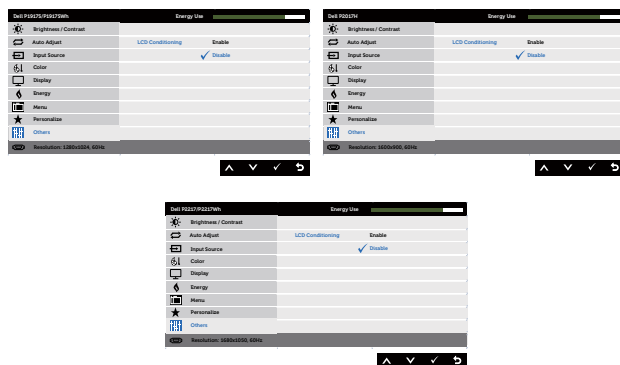 Dell P1917S/P1917SWh Energy Use
Brightness / Contrast
Auto Adjust LCD Conditioning Enable
Input Source Disable
Color
Display
Energy
Menu
Personalize
Others
Resolution: 1280x1024, 60Hz
Dell P2017H Energy Use
Brightness / Contrast
Auto Adjust LCD Conditioning Enable
Input Source Disable
Color
Display
Energy
Menu
Personalize
Others
Resolution: 1600x900, 60Hz
Dell P2217/P2217Wh Energy Use
Brightness / Contrast
Auto Adjust LCD Conditioning Enable
Input Source Disable
Color
Display
Energy
Menu
Personalize
Others
Resolution: 1680x1050, 60Hz